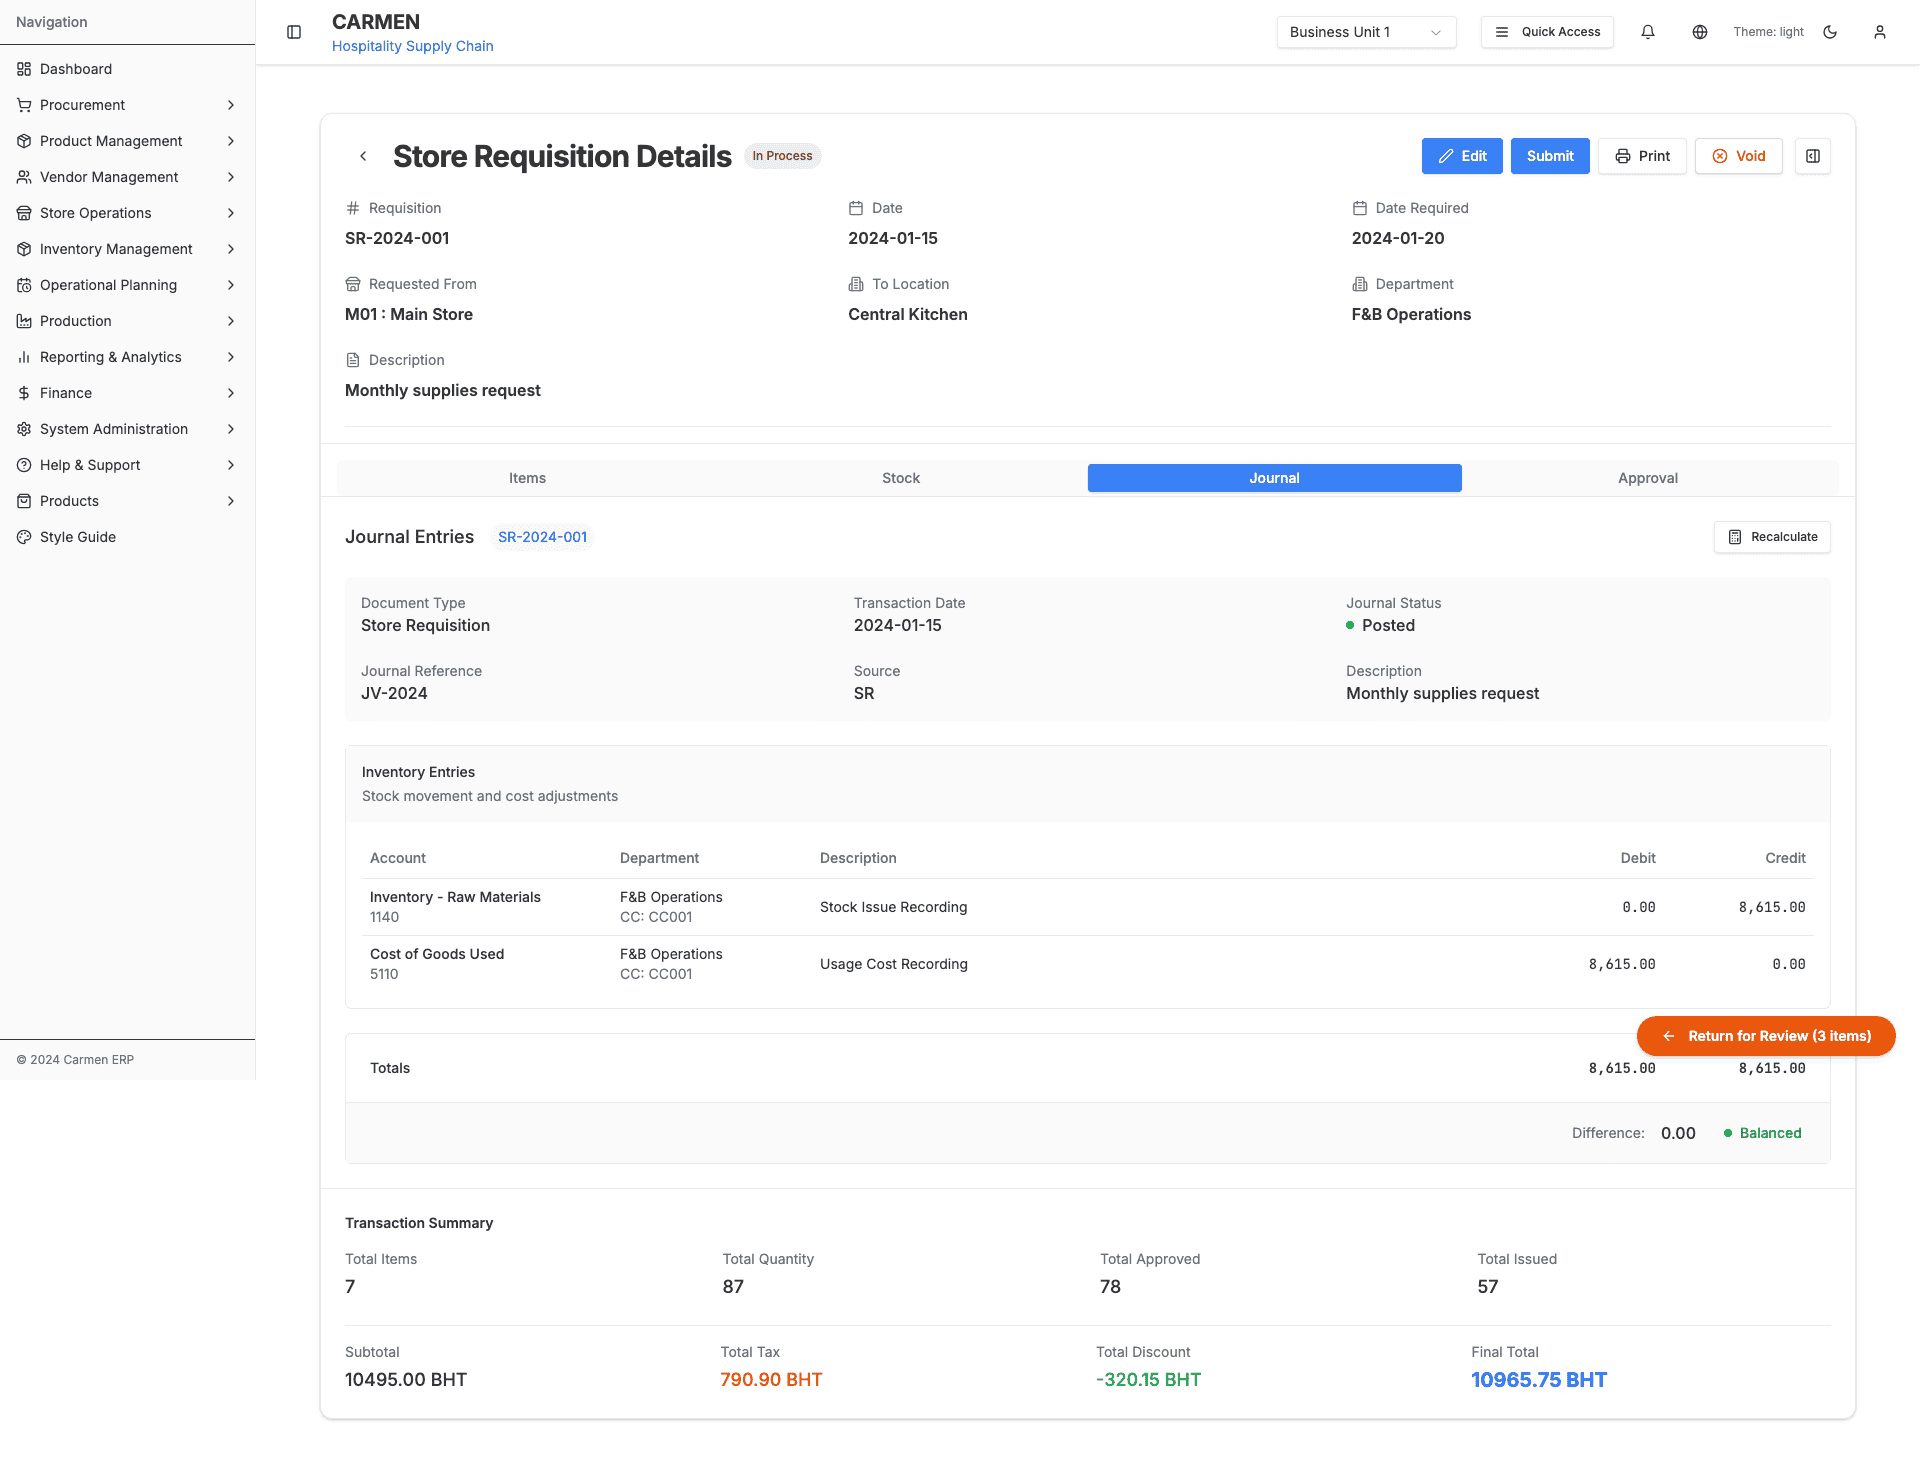 Navigation
Dashboard
Procurement
Product Management
Vendor Management
Store Operations
Inventory Management
Operational Planning
Production
Reporting & Analytics
Finance
System Administration
Help & Support
Products
Style Guide
© 2024 Carmen ERP
CARMEN
Hospitality Supply Chain
Business Unit 1
Quick Access
Theme: light
Store Requisition Details
In Process
Edit
Submit
Print
Void
Requisition
SR-2024-001
Date
2024-01-15
Date Required
2024-01-20
Requested From
M01 : Main Store
To Location
Central Kitchen
Department
F&B Operations
Description
Monthly supplies request
Items
Stock
Journal
Approval
Journal Entries
SR-2024-001
Recalculate
Document Type
Store Requisition
Transaction Date
2024-01-15
Journal Status
Posted
Journal Reference
JV-2024
Source
SR
Description
Monthly supplies request
Inventory Entries
Stock movement and cost adjustments
Account Department Description Debit Credit
Inventory - Raw Materials
1140
F&B Operations
CC: CC001
Stock Issue Recording
0.00
8,615.00
Cost of Goods Used
5110
F&B Operations
CC: CC001
Usage Cost Recording
8,615.00
0.00
Return for Review (3 items)
Totals 8,615.00 8,615.00
Difference: 0.00 Balanced
Transaction Summary
Total Items
7
Total Quantity
87
Total Approved
78
Total Issued
57
Subtotal
10495.00 BHT
Total Tax
790.90 BHT
Total Discount
-320.15 BHT
Final Total
10965.75 BHT